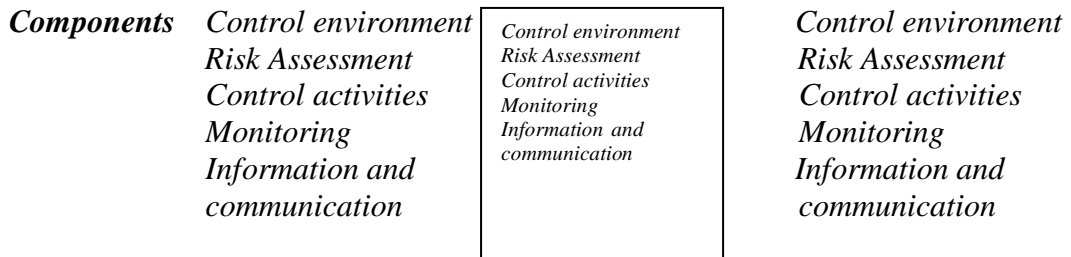 Components Control environment Control environment Control environment
Risk Assessment Risk Assessment Risk Assessment
Control activities Control activities Control activities
Monitoring Monitoring Monitoring
Information and Information and Information and
communication communication communication